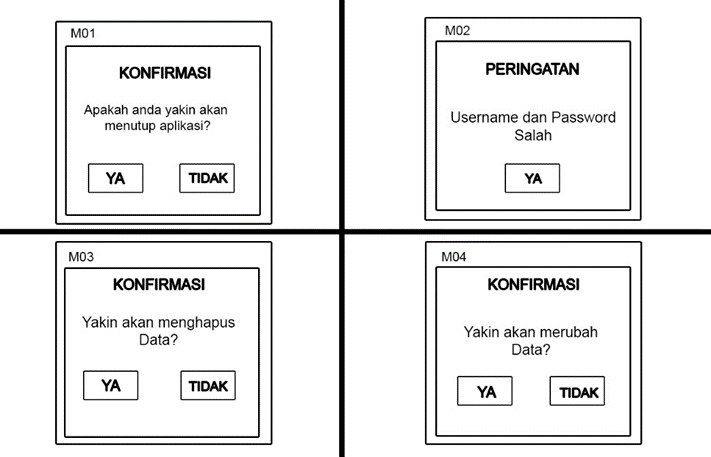 M01
KONFIRMASI
Apakah anda yakin akan
menutup aplikasi?
YA
TIDAK
M02
PERINGATAN
Username dan Password
Salah
YA
M03
KONFIRMASI
Yakin akan menghapus
Data?
YA
TIDAK
M04
KONFIRMASI
Yakin akan merubah
Data?
YA
TIDAK